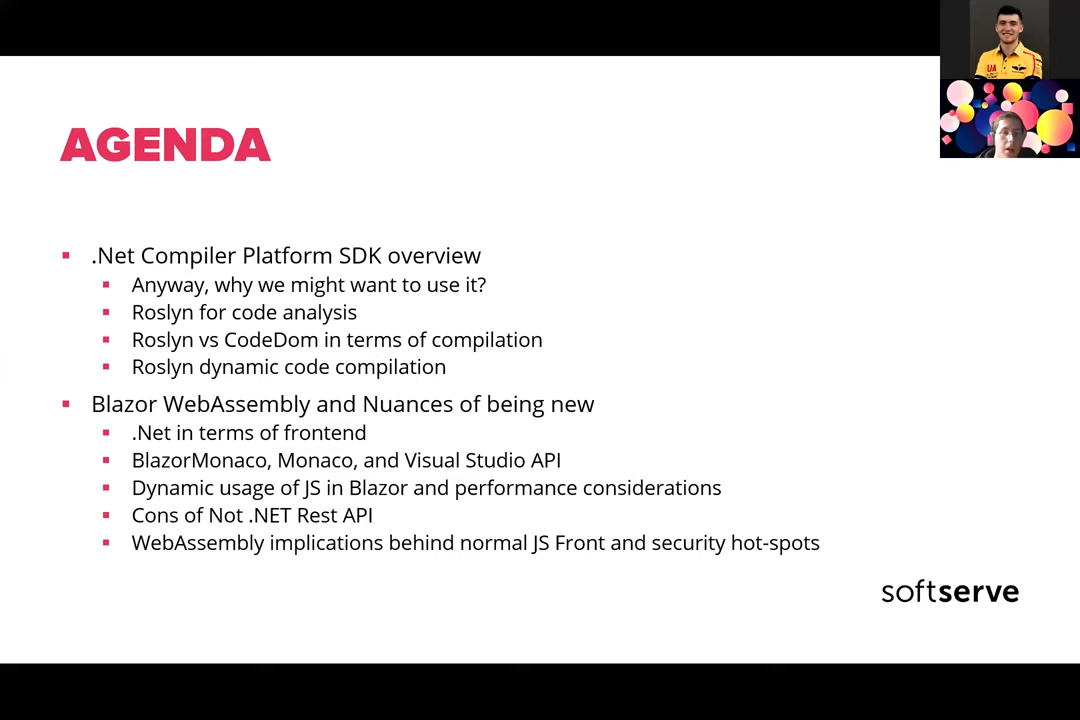 AGENDA
.Net Compiler Platform SDK overview
Anyway, why we might want to use it?
Roslyn for code analysis
Roslyn vs CodeDom in terms of compilation
Roslyn dynamic code compilation
Blazor WebAssembly and Nuances of being new
.Net in terms of frontend
BlazorMonaco, Monaco, and Visual Studio API
Dynamic usage of JS in Blazor and performance considerations
Cons of Not .NET Rest API
WebAssembly implications behind normal JS Front and security hot-spots
softserve
UA